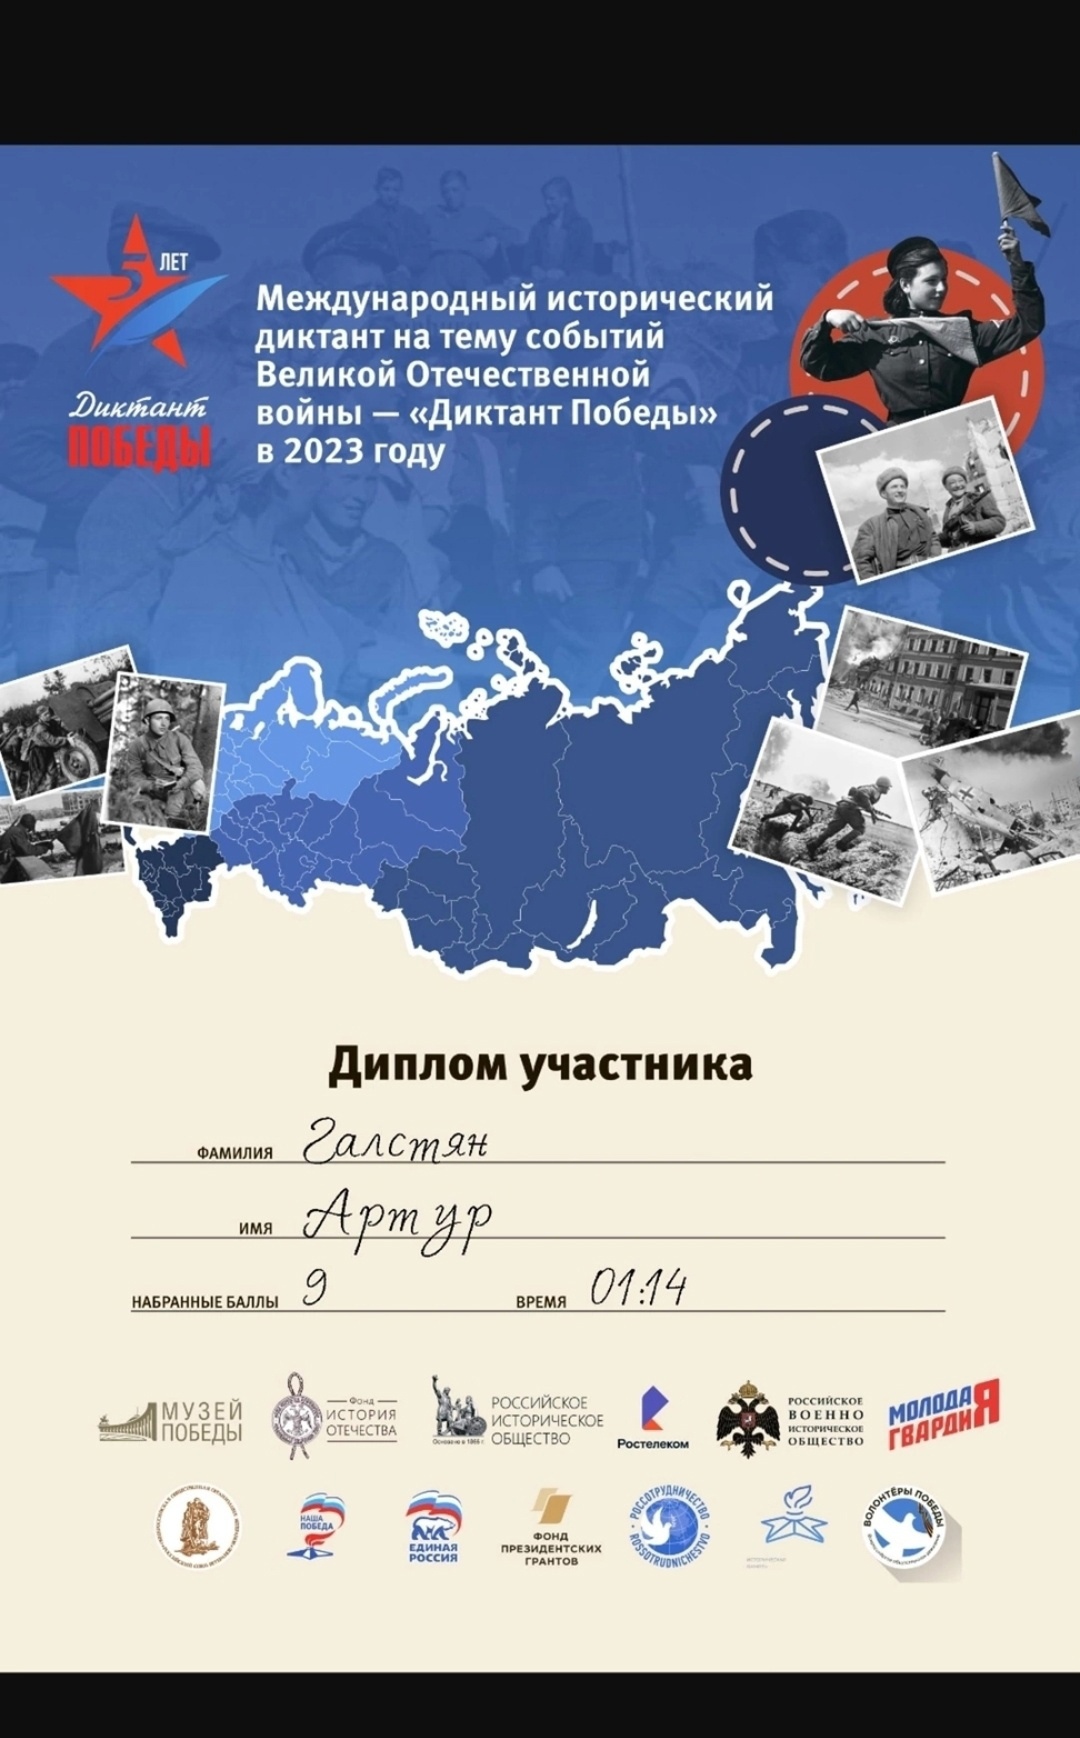 5 ЛЕТ
Диктант
ПОБЕДЫ
Международный исторический
диктант на тему событий
Великой Отечественной
войны — «Диктант Победы»
в 2023 году
Диплом участника
ФАМИЛИЯ Галстян
ИМЯ Артур
НАБРАННЫЕ БАЛЛЫ 9 ВРЕМЯ 01:14
МУЗЕЙ
ПОБЕДЫ
Фонд
ИСТОРИЯ
ОТЕЧЕСТВА
РОССИЙСКОЕ
ИСТОРИЧЕСКОЕ
ОБЩЕСТВО
Основано в 1866 г.
Ростелеком
РОССИЙСКОЕ
ВОЕННО
ИСТОРИЧЕСКОЕ
ОБЩЕСТВО
МОЛОДАЯ
ГВАРДИЯ
НАША
ПОБЕДА
ЕДИНАЯ
РОССИЯ
ФОНД
ПРЕЗИДЕНТСКИХ
ГРАНТОВ
РОССОТРУДНИЧЕСТВО
ROSSOTRUDNICHESTVO
ВОЛОНТЁРЫ ПОБЕДЫ